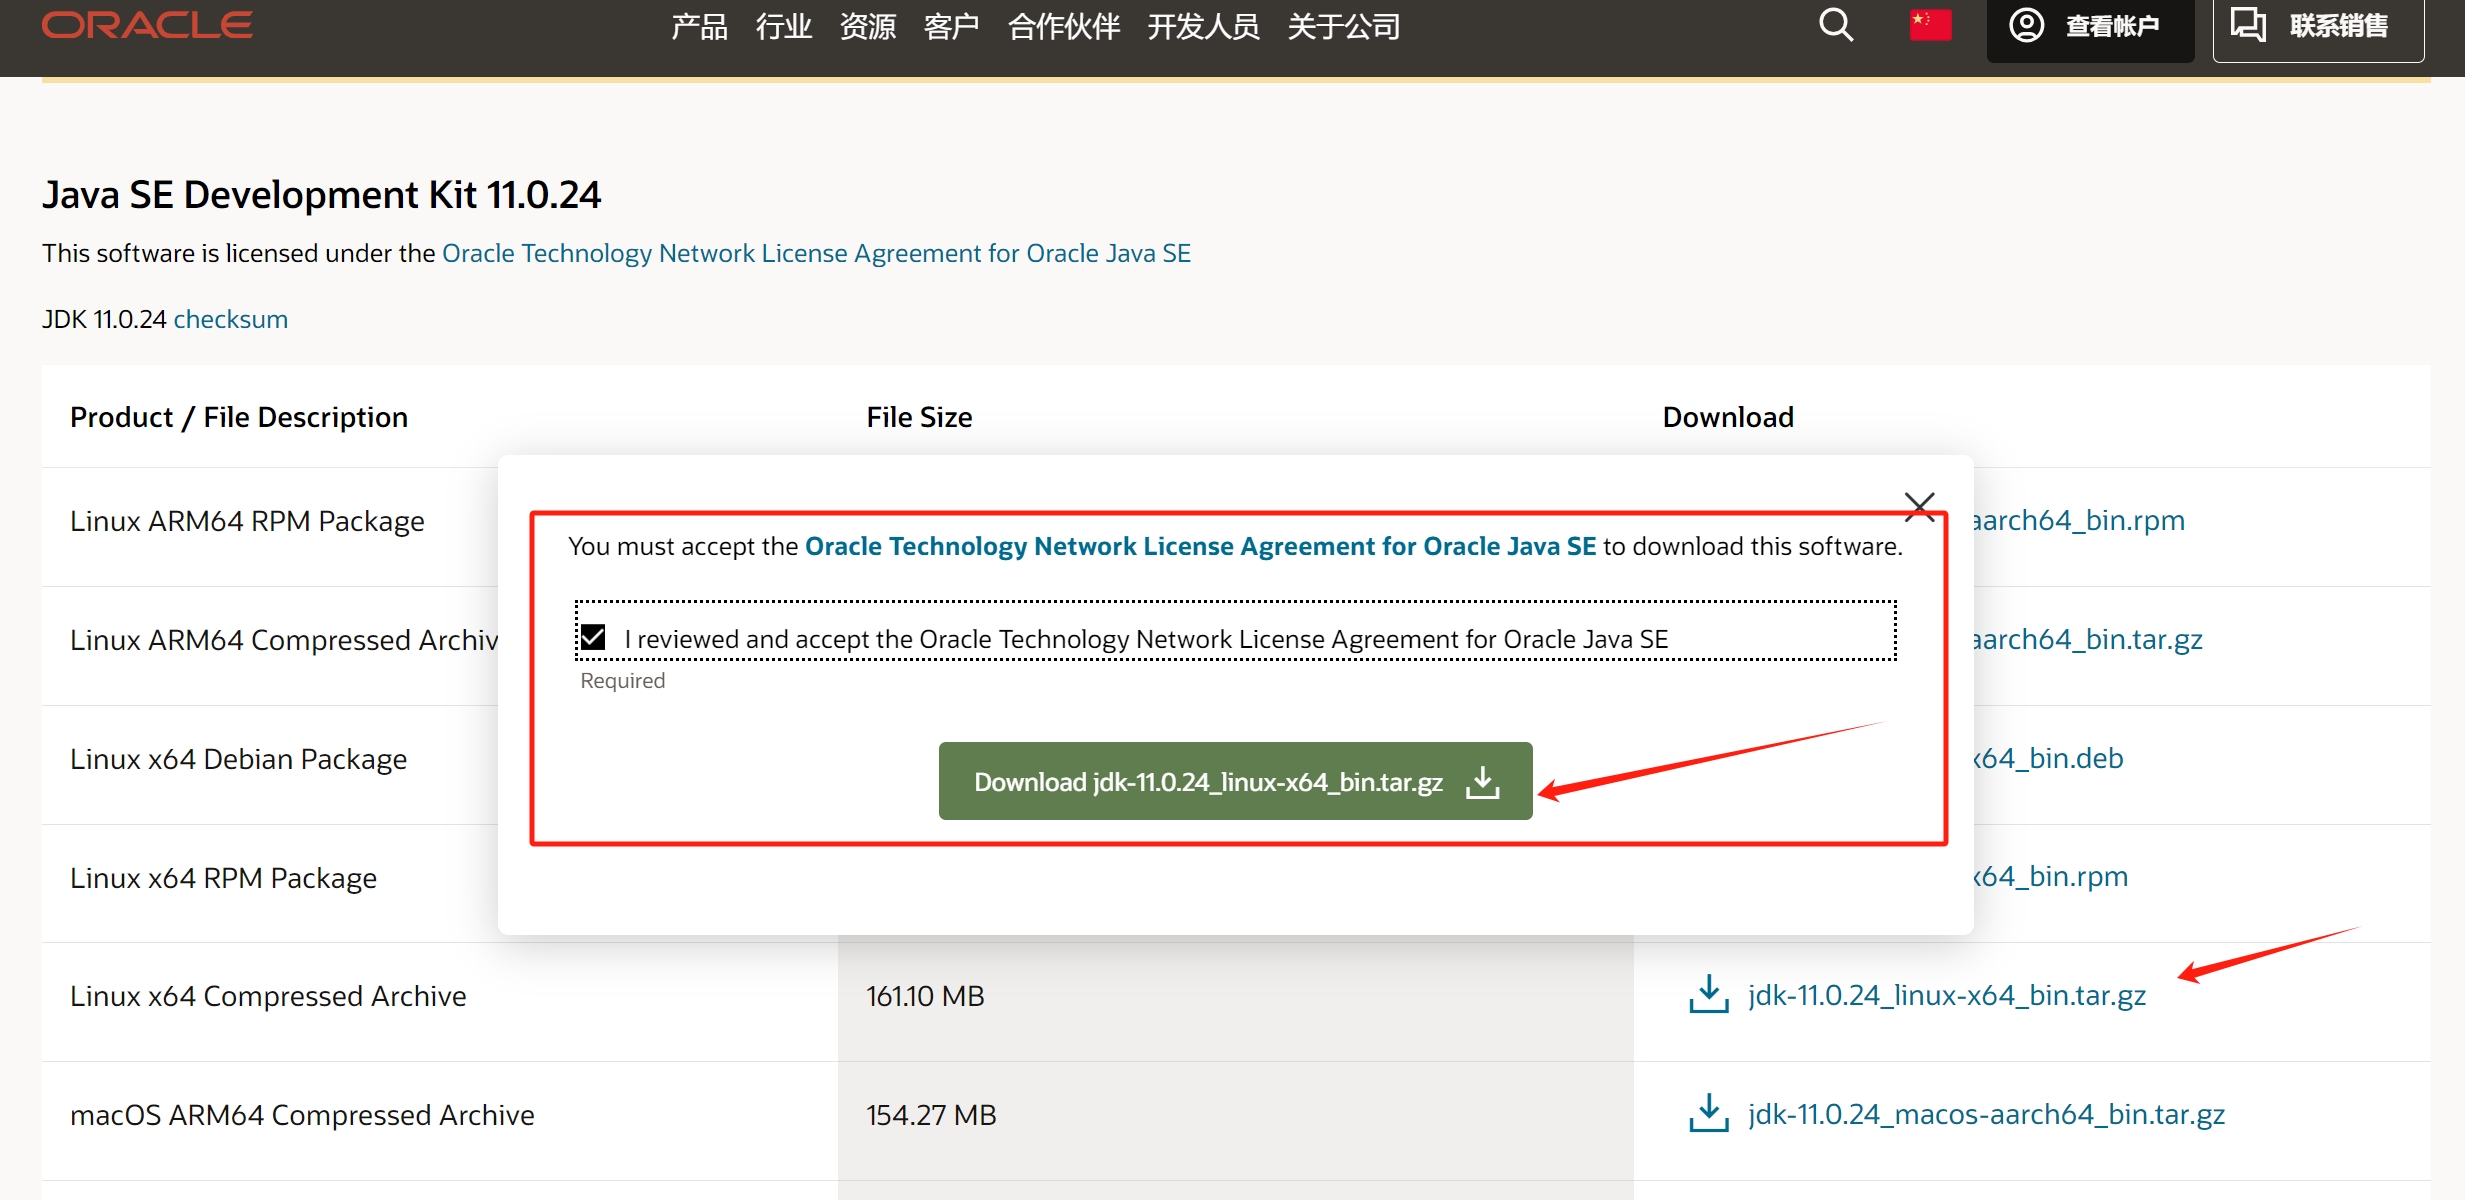 ORACLE
产品 行业 资源 客户 合作伙伴 开发人员 关于公司
查看帐户
联系销售
Java SE Development Kit 11.0.24
This software is licensed under the Oracle Technology Network License Agreement for Oracle Java SE
JDK 11.0.24 checksum
Product / File Description File Size Download
Linux ARM64 RPM Package aarch64_bin.rpm
You must accept the Oracle Technology Network License Agreement for Oracle Java SE to download this software.
Linux ARM64 Compressed Archiv aarch64_bin.tar.gz
I reviewed and accept the Oracle Technology Network License Agreement for Oracle Java SE
Required
Linux x64 Debian Package x64_bin.deb
Download jdk-11.0.24_linux-x64_bin.tar.gz
Linux x64 RPM Package x64_bin.rpm
Linux x64 Compressed Archive 161.10 MB jdk-11.0.24_linux-x64_bin.tar.gz
macOS ARM64 Compressed Archive 154.27 MB jdk-11.0.24_macos-aarch64_bin.tar.gz